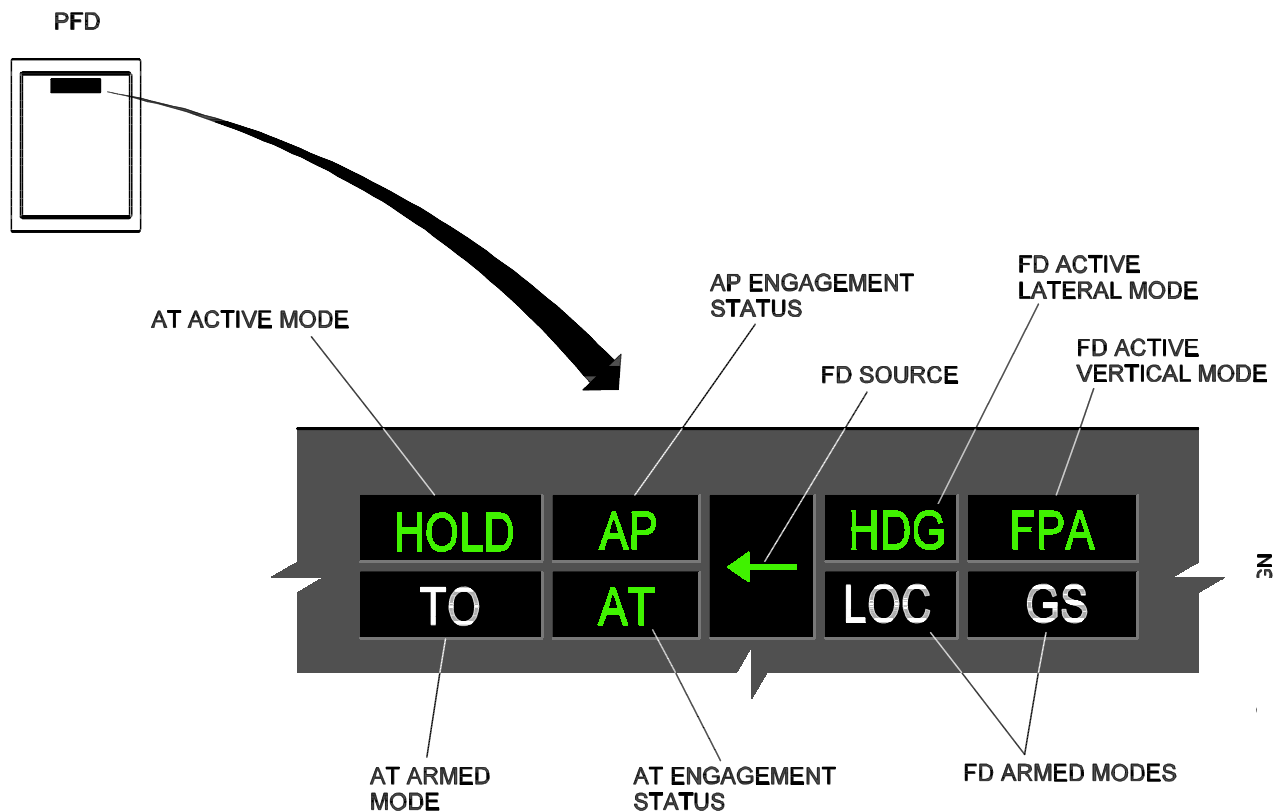 PFD
FD ACTIVE
LATERAL MODE
AP ENGAGEMENT
STATUS
AT ACTIVE MODE
FD ACTIVE
VERTICAL MODE
FD SOURCE
HOLD AP HDG FPA
TO AT LOC GS
AT ARMED
MODE
AT ENGAGEMENT
STATUS
FD ARMED MODES